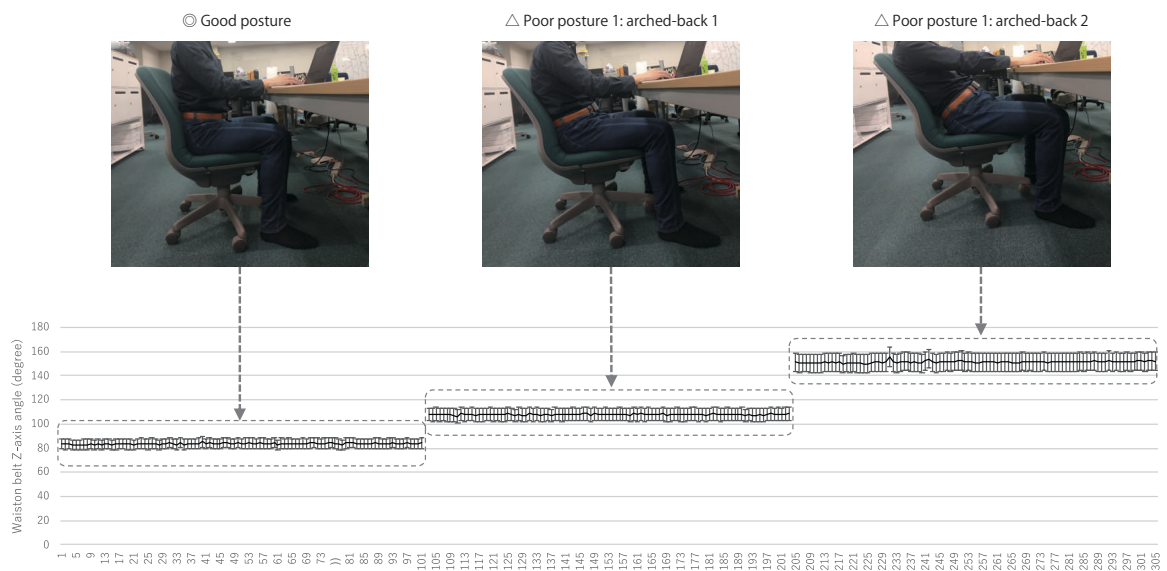 ◎ Good posture
△ Poor posture 1: arched-back 1
△ Poor posture 1: arched-back 2
Waiston belt Z-axis angle (degree)
180
160
140
120
100
80
60
40
20
0
1 5 9 13 17 21 25 29 33 37 41 45 49 53 57 61 65 69 73 )) 81 85 89 93 97 101 105 109 113 117 121 125 129 133 137 141 145 149 153 157 161 165 169 173 177 181 185 189 193 197 201 205 209 213 217 221 225 229 233 237 241 245 249 253 257 261 265 269 273 277 281 285 289 293 297 301 305